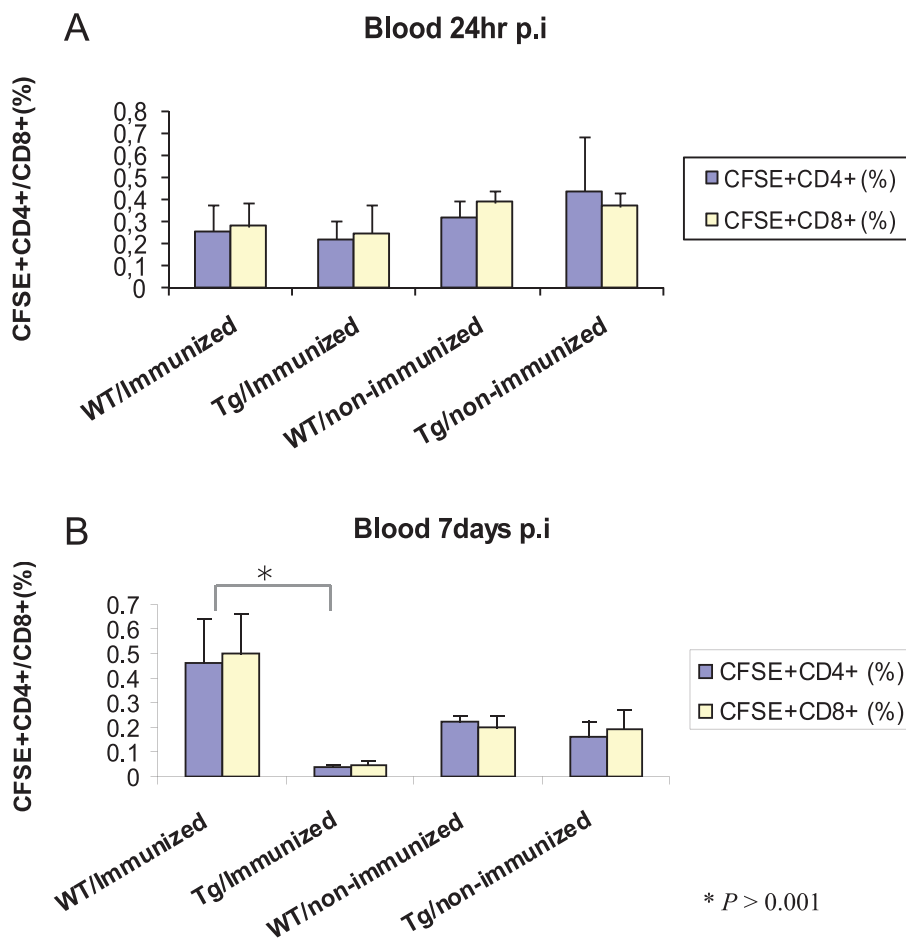 A
Blood 24hr p.i
CFSE+CD4+/CD8+(%)
0,8
0,7
0,6
0,5
0,4
0,3
0,2
0,1
0
CFSE+CD4+ (%)
CFSE+CD8+ (%)
WT/Immunized
Tg/Immunized
WT/non-immunized
Tg/non-immunized
B
Blood 7days p.i
CFSE+CD4+/CD8+(%)
*
0.7
0.6
0.5
0.4
0.3
0.2
0.1
0
CFSE+CD4+ (%)
CFSE+CD8+ (%)
WT/Immunized
Tg/Immunized
WT/non-immunized
Tg/non-immunized
* P > 0.001